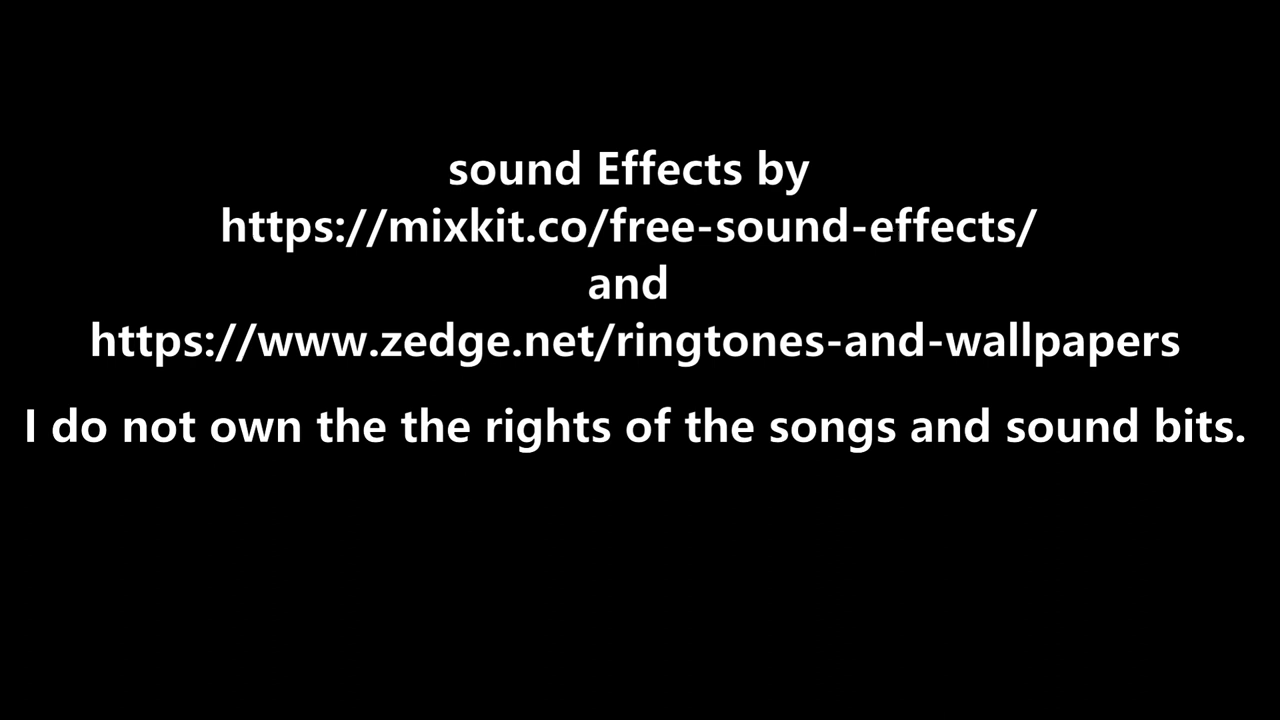 sound Effects by
https://mixkit.co/free-sound-effects/
and
https://www.zedge.net/ringtones-and-wallpapers
I do not own the the rights of the songs and sound bits.